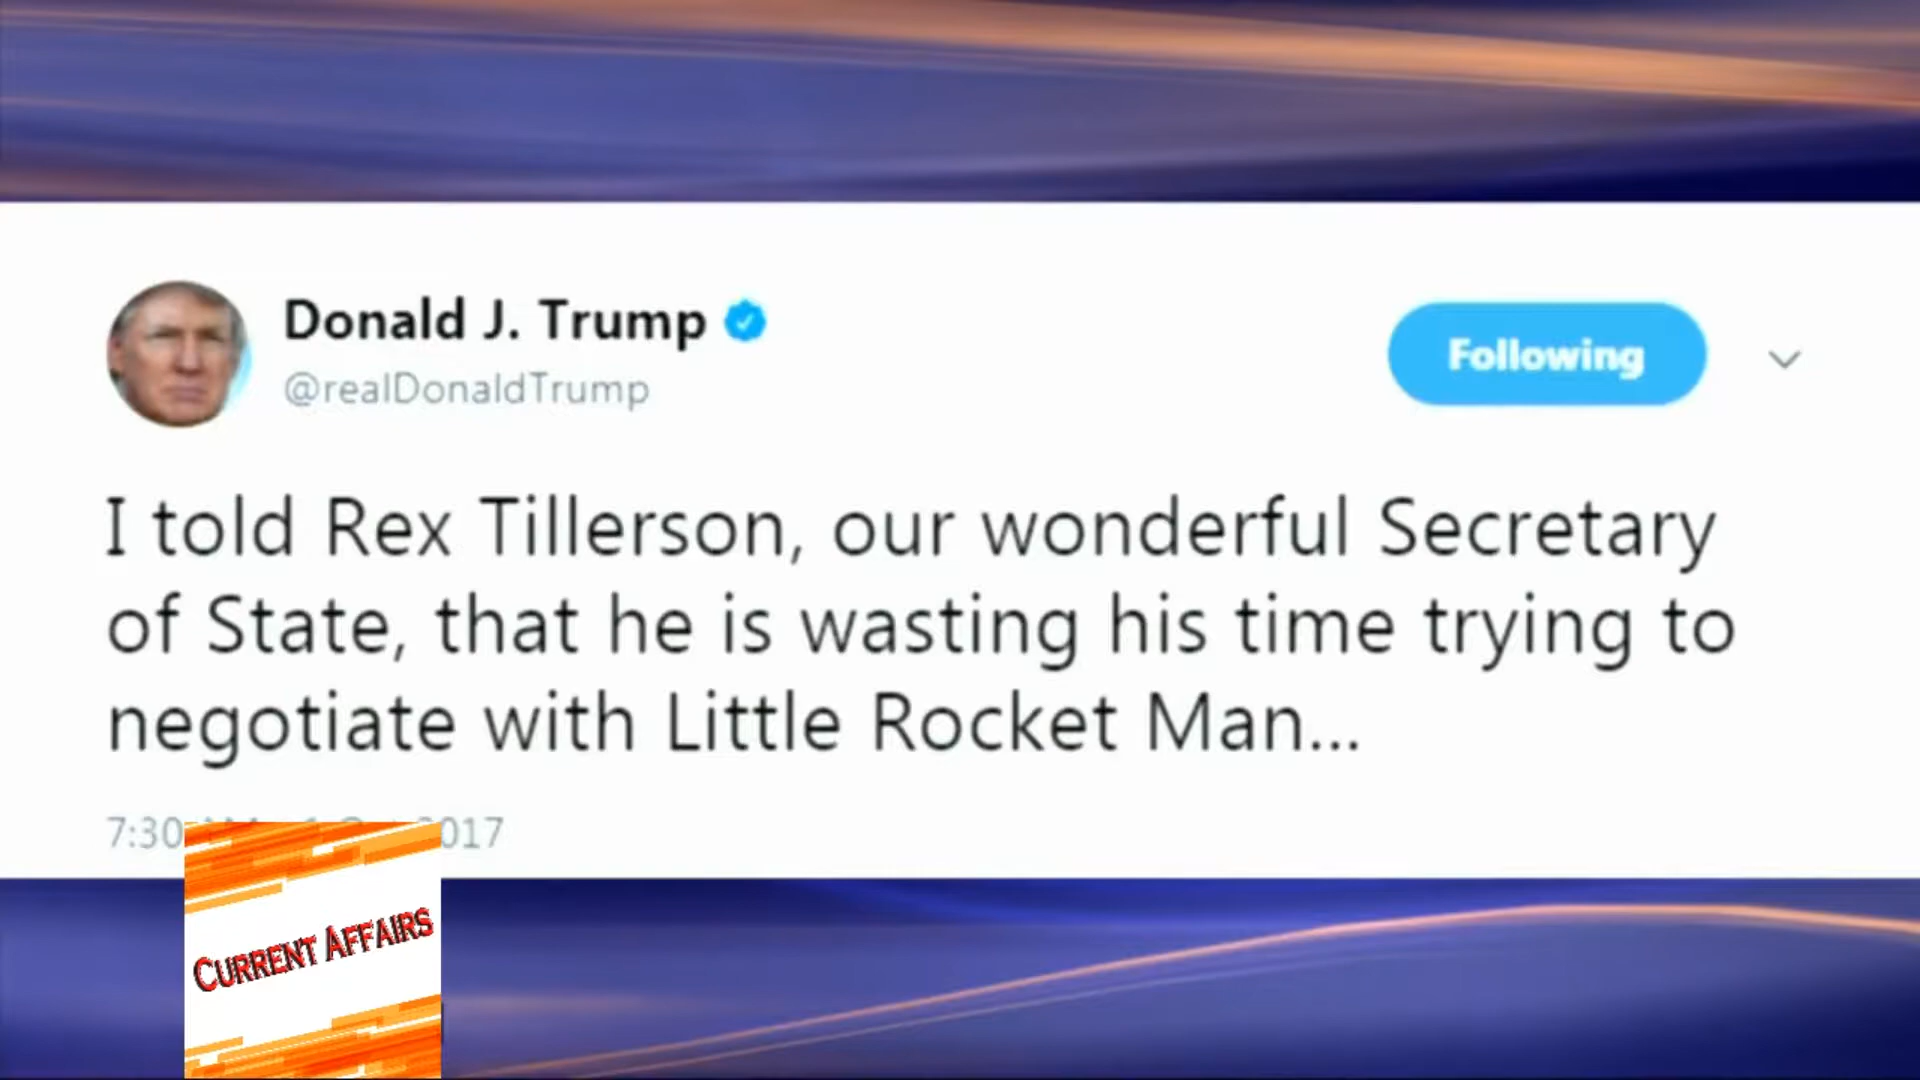 Donald J. Trump
@realDonaldTrump
Following
I told Rex Tillerson, our wonderful Secretary
of State, that he is wasting his time trying to
negotiate with Little Rocket Man...
7:30 2017
CURRENT AFFAIRS